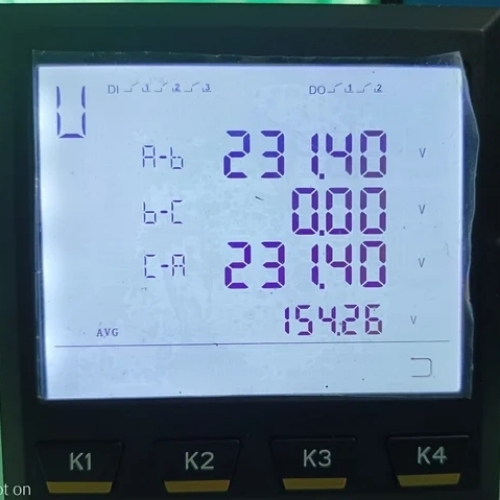 U
DI 1 2 3 DO 1 2
A-b 231.40 V
b-C 0.00 V
C-A 231.40 V
AVG 154.26 V
K1 K2 K3 K4
ot on